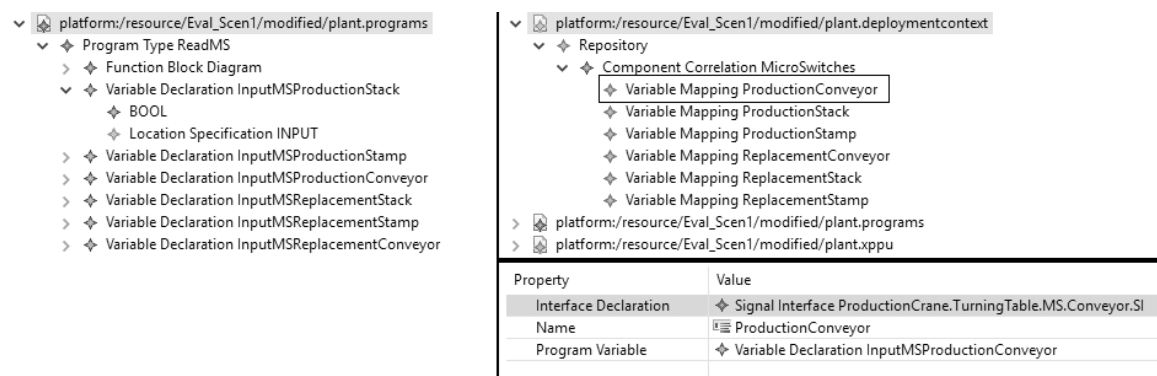 platform:/resource/Eval_Scen1/modified/plant.programs
Program Type ReadMS
Function Block Diagram
Variable Declaration InputMSProductionStack
BOOL
Location Specification INPUT
Variable Declaration InputMSProductionStamp
Variable Declaration InputMSProductionConveyor
Variable Declaration InputMSReplacementStack
Variable Declaration InputMSReplacementStamp
Variable Declaration InputMSReplacementConveyor
platform:/resource/Eval_Scen1/modified/plant.deploymentcontext
Repository
Component Correlation MicroSwitches
Variable Mapping ProductionConveyor
Variable Mapping ProductionStack
Variable Mapping ProductionStamp
Variable Mapping ReplacementConveyor
Variable Mapping ReplacementStack
Variable Mapping ReplacementStamp
platform:/resource/Eval_Scen1/modified/plant.programs
platform:/resource/Eval_Scen1/modified/plant.xppu
Property Value
Interface Declaration Signal Interface ProductionCrane.TurningTable.MS.Conveyor.SI
Name ProductionConveyor
Program Variable Variable Declaration InputMSProductionConveyor